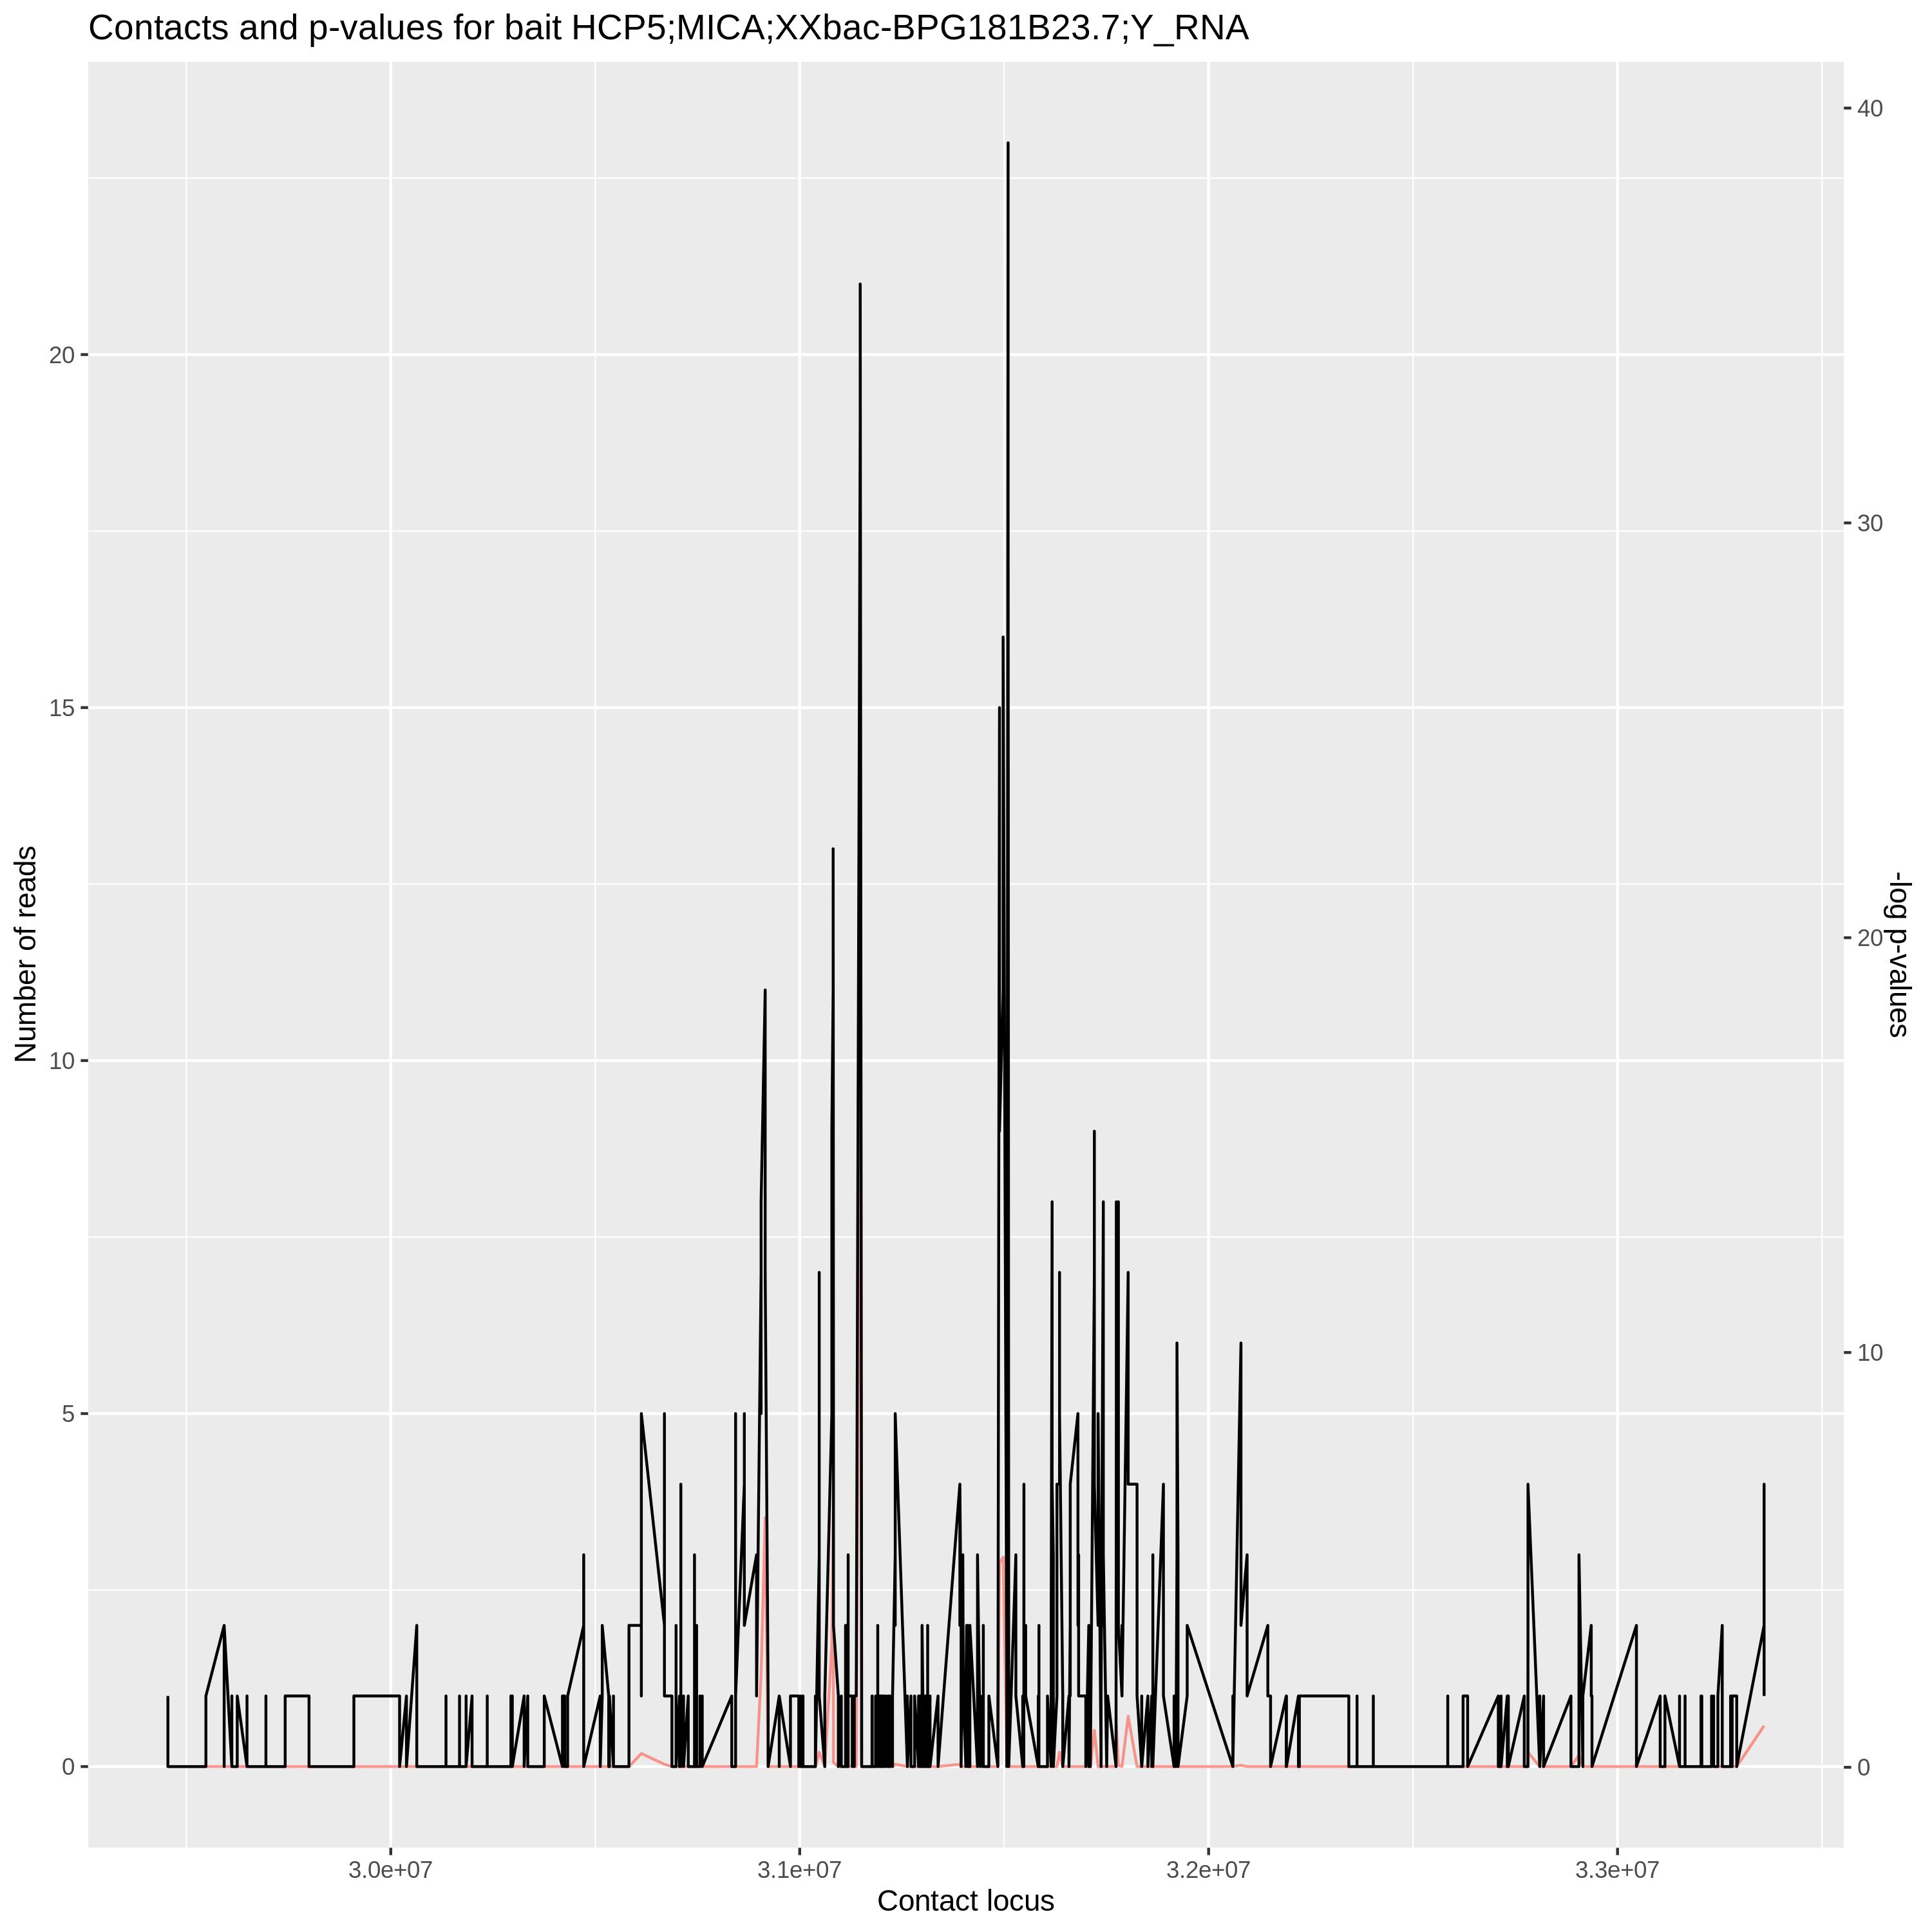 Contacts and p-values for bait HCP5;MICA;XXbac-BPG181B23.7;Y_RNA
40
30
20
10
0
20
15
10
5
0
Number of reads
-log p-values
3.0e+07 3.1e+07 3.2e+07 3.3e+07
Contact locus